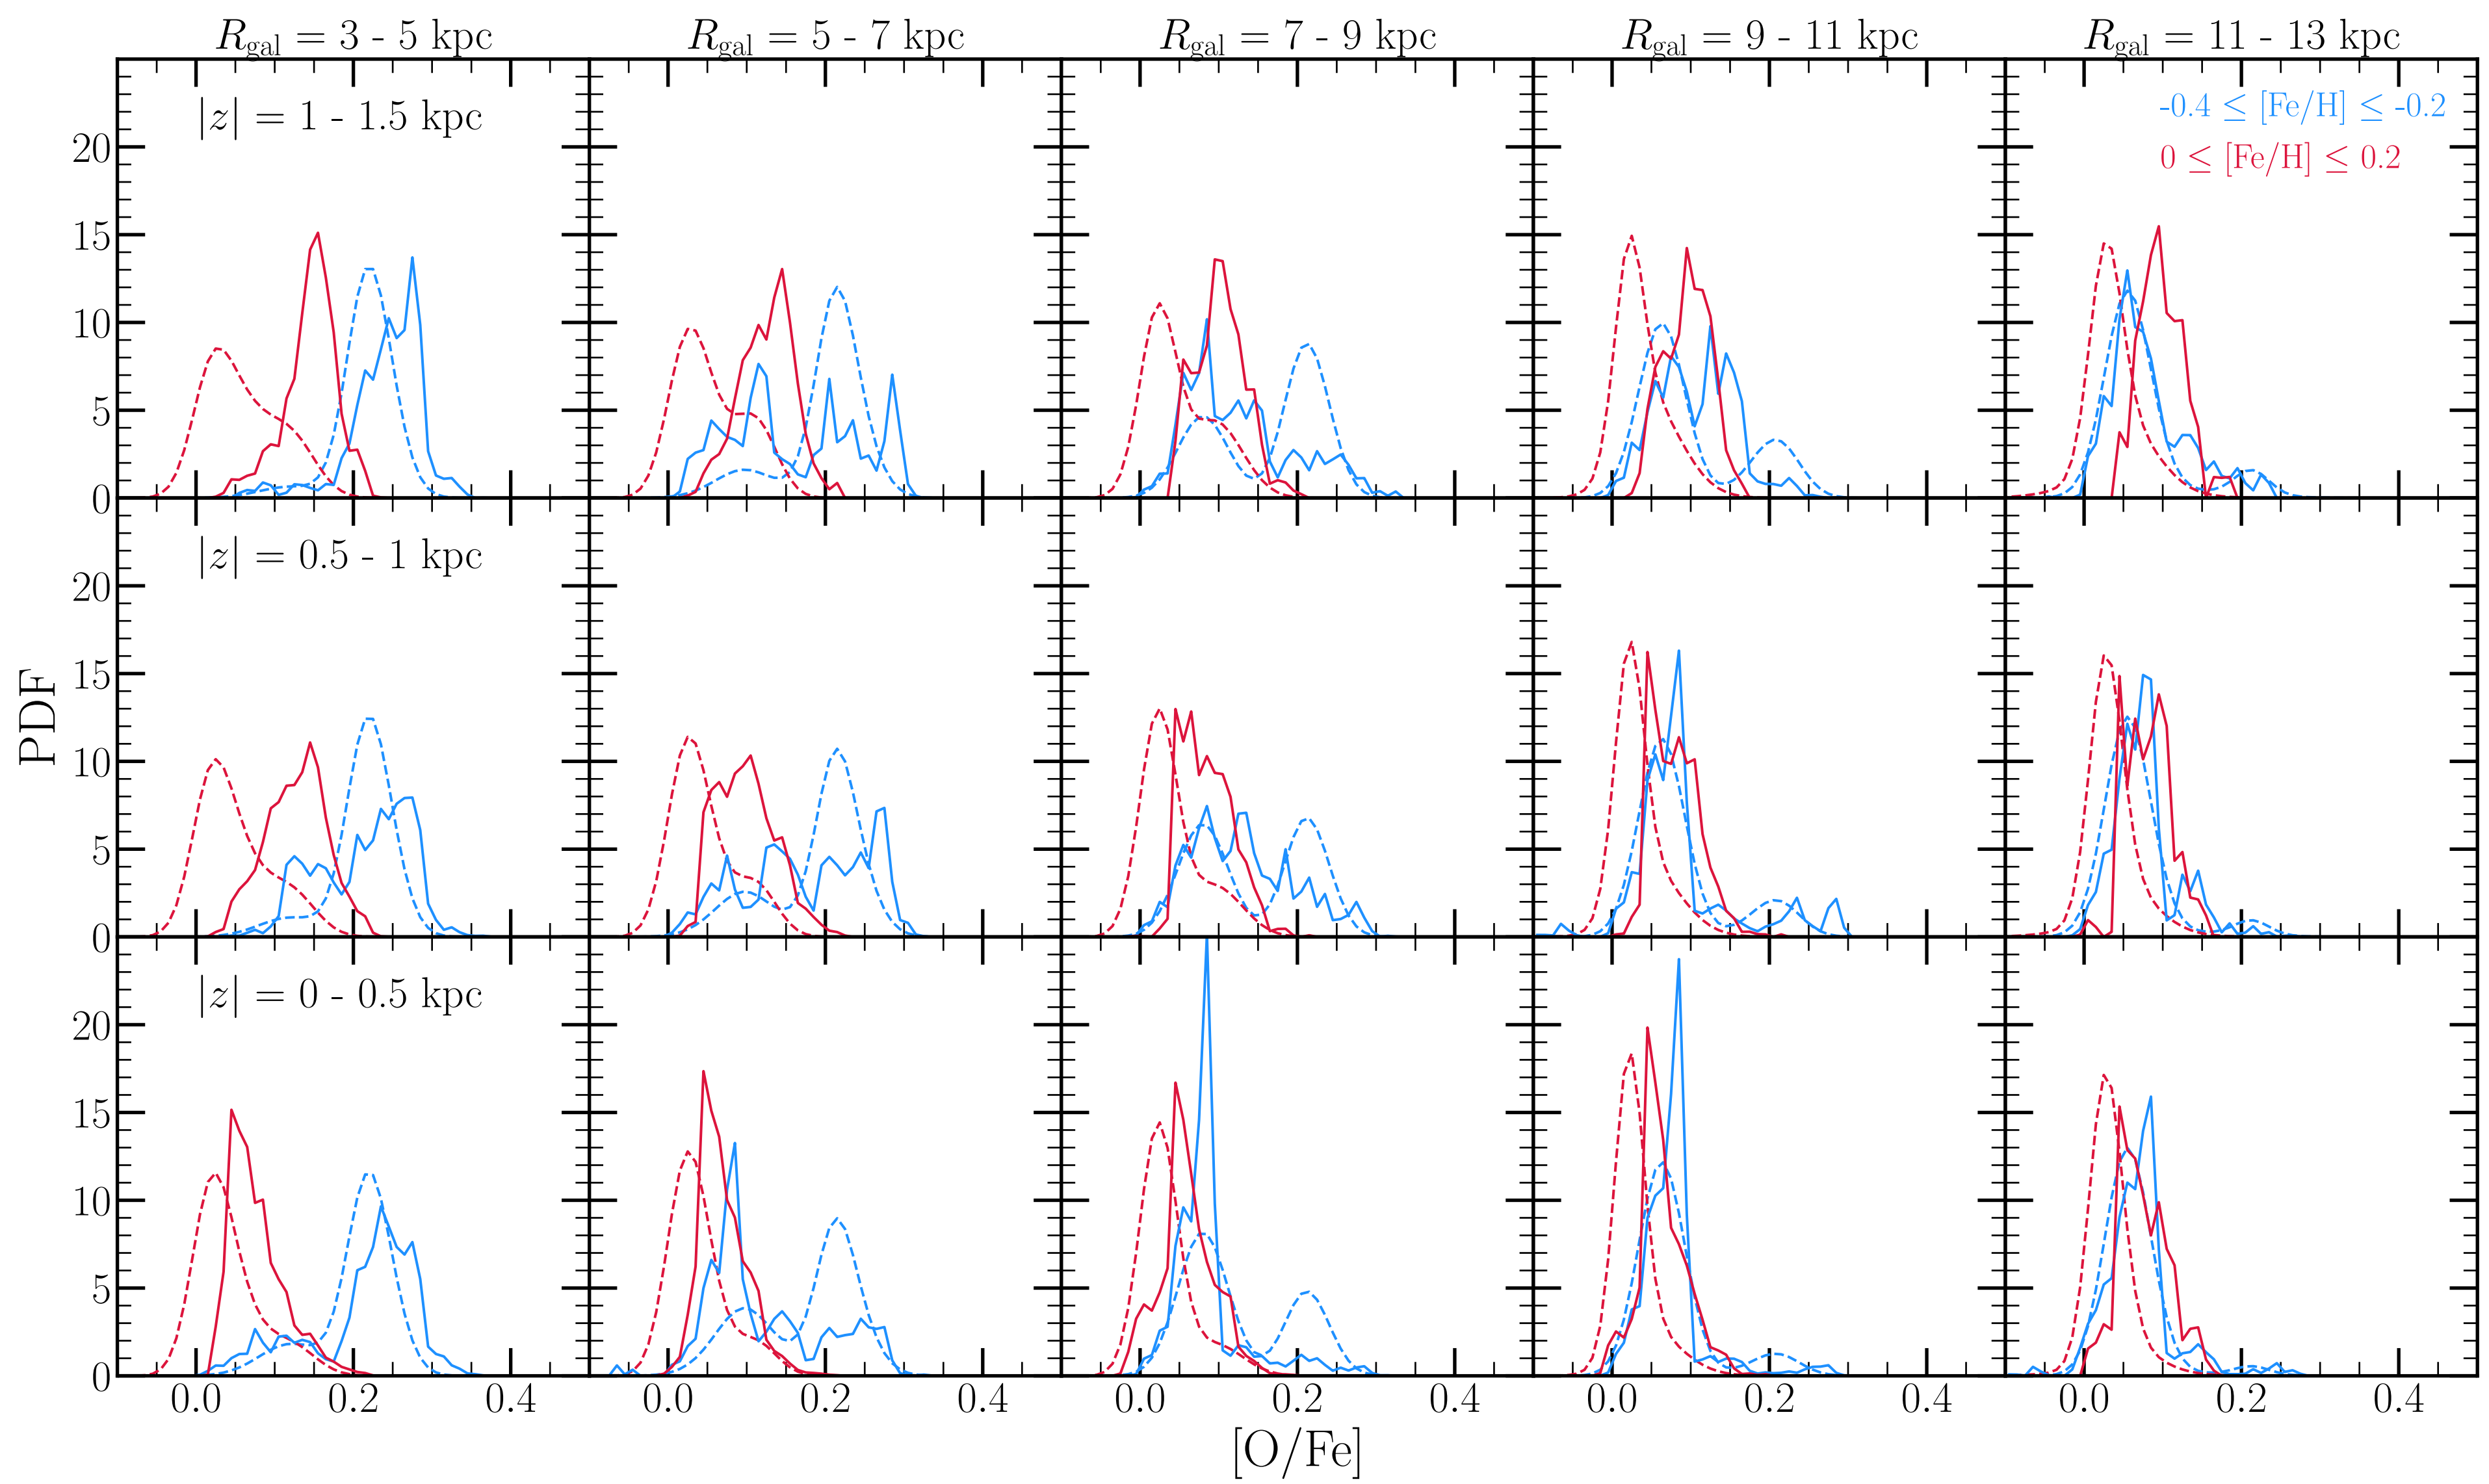 R_gal = 3 - 5 kpc
R_gal = 5 - 7 kpc
R_gal = 7 - 9 kpc
R_gal = 9 - 11 kpc
R_gal = 11 - 13 kpc
|z| = 1 - 1.5 kpc
-0.4 ≤ [Fe/H] ≤ -0.2
0 ≤ [Fe/H] ≤ 0.2
20
15
10
5
0
|z| = 0.5 - 1 kpc
20
15
10
5
0
PDF
|z| = 0 - 0.5 kpc
20
15
10
5
0
0.0 0.2 0.4 0.0 0.2 0.4 0.0 0.2 0.4 0.0 0.2 0.4 0.0 0.2 0.4
[O/Fe]